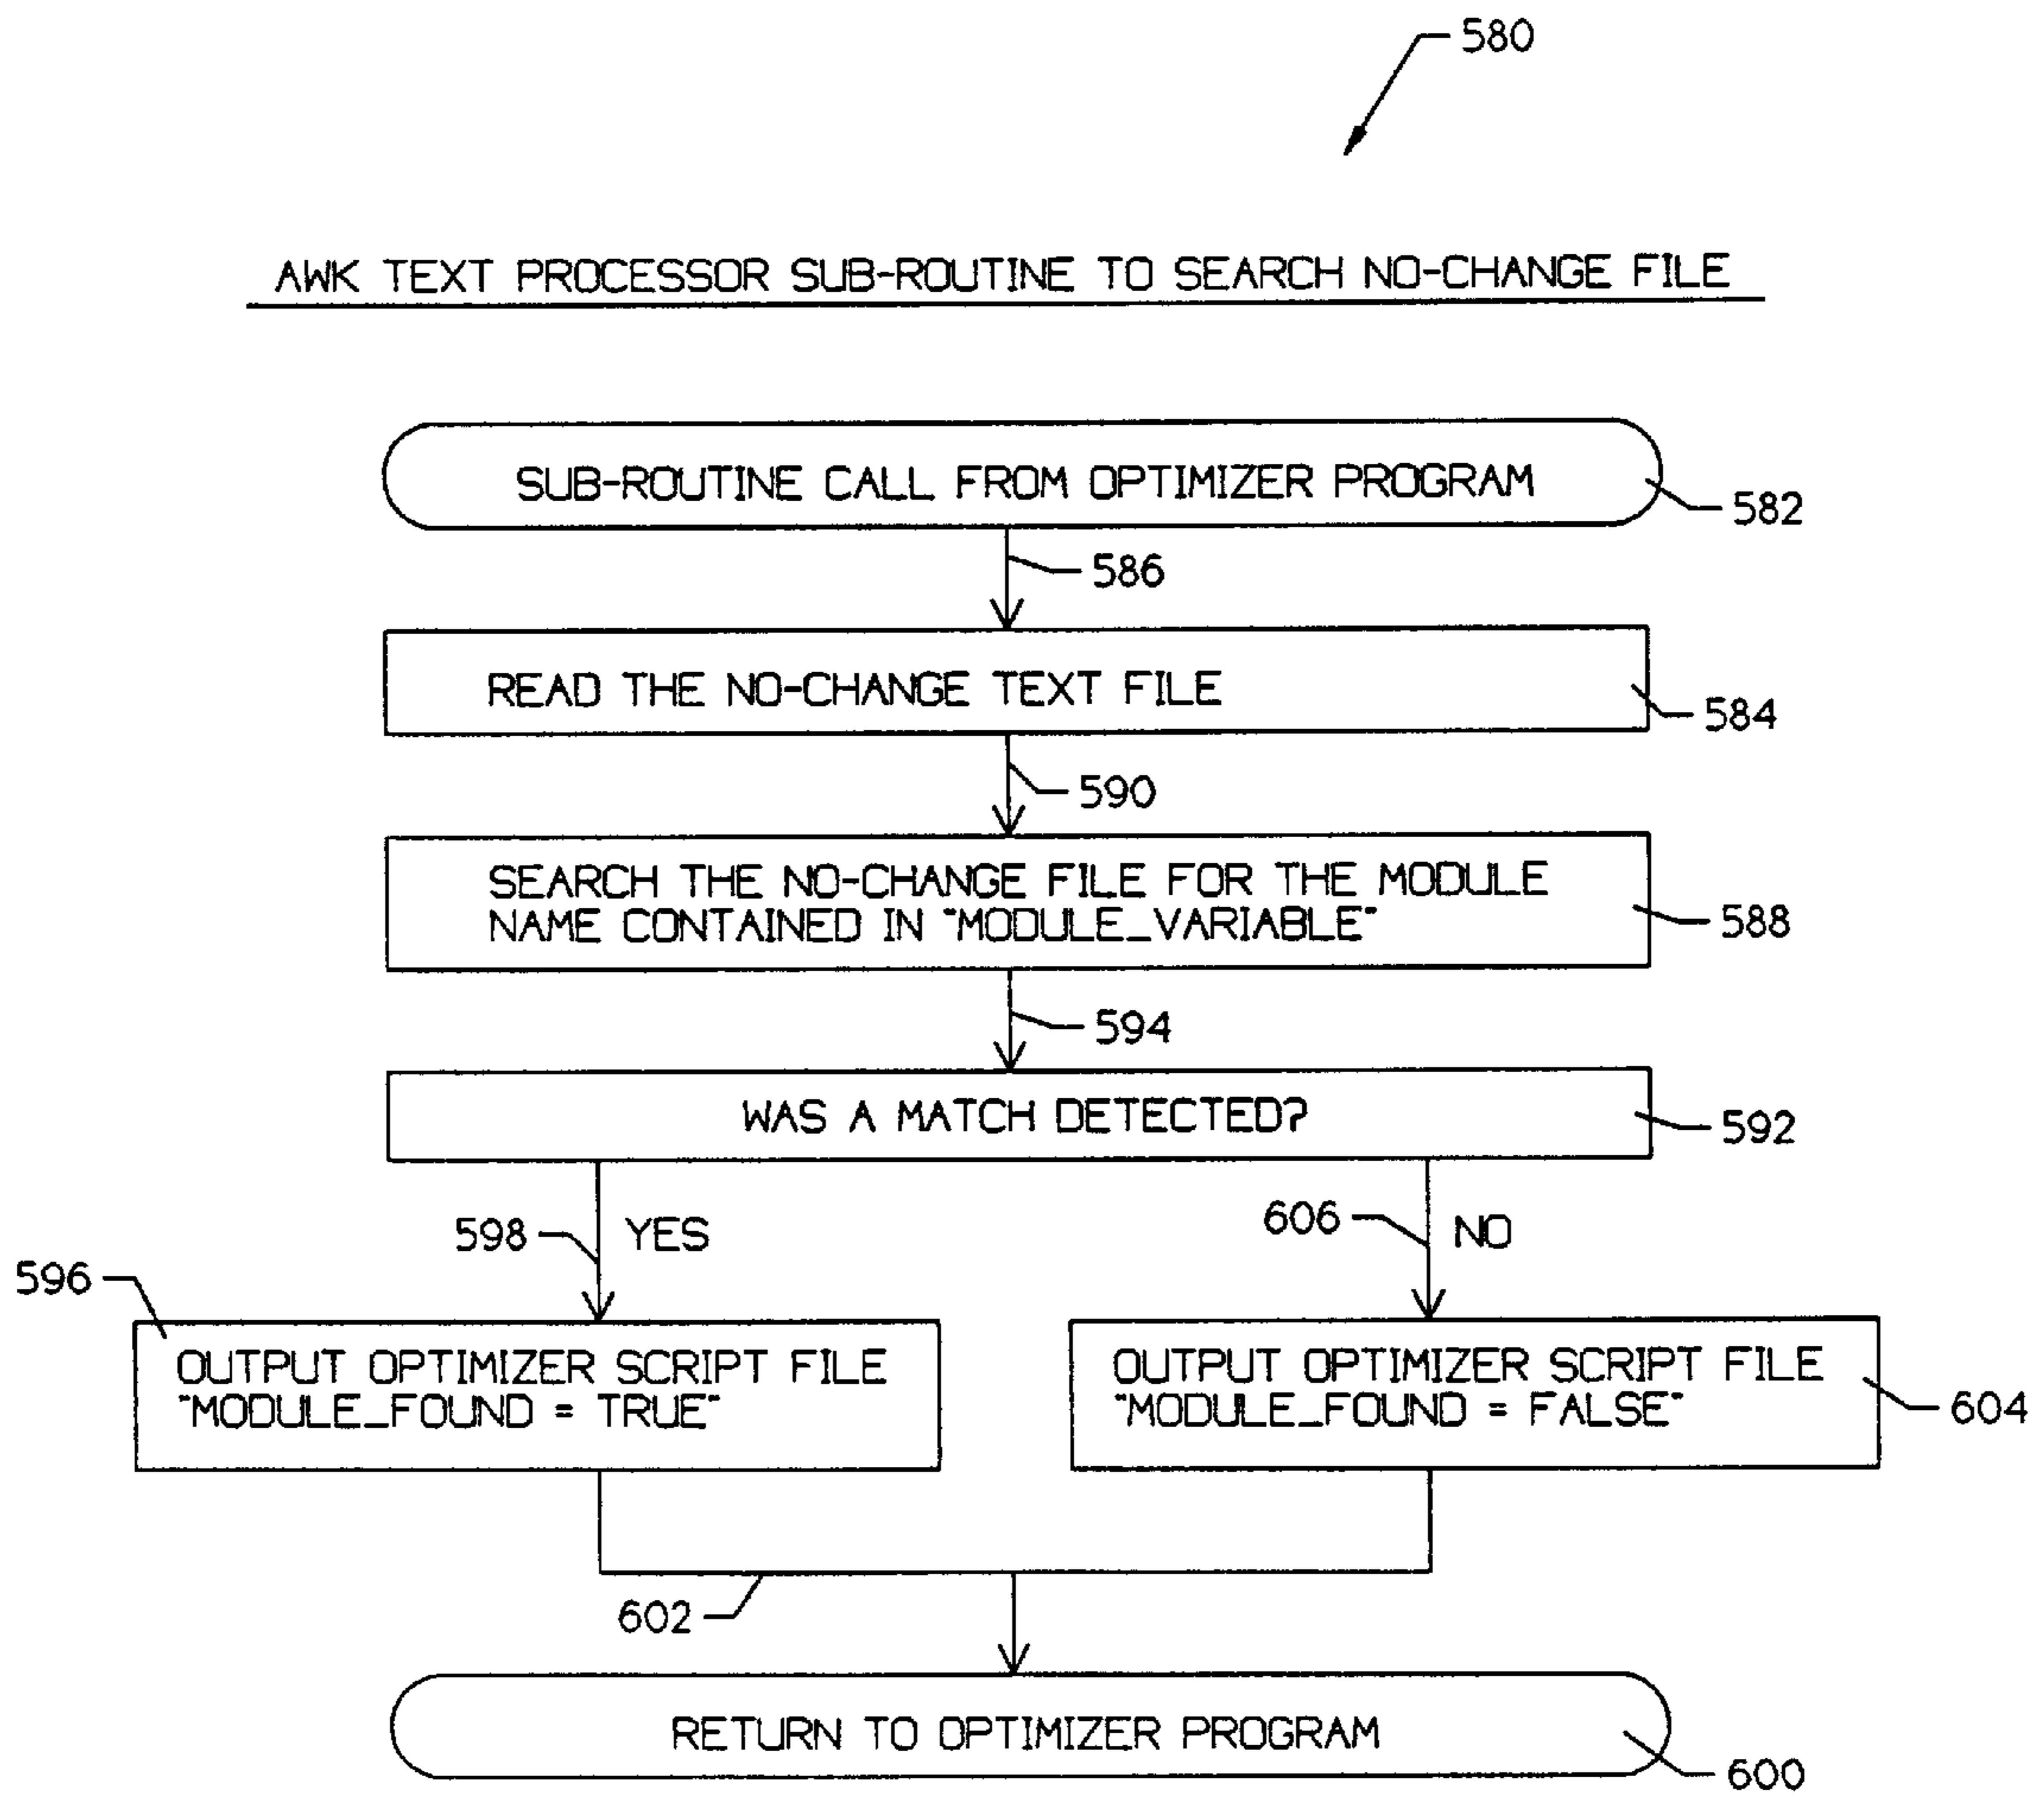 580
AWK TEXT PROCESSOR SUB-ROUTINE TO SEARCH NO-CHANGE FILE
SUB-ROUTINE CALL FROM OPTIMIZER PROGRAM
582
586
READ THE NO-CHANGE TEXT FILE
584
590
SEARCH THE NO-CHANGE FILE FOR THE MODULE
NAME CONTAINED IN "MODULE_VARIABLE"
588
594
WAS A MATCH DETECTED?
592
598
YES
606
NO
596
OUTPUT OPTIMIZER SCRIPT FILE
"MODULE_FOUND = TRUE"
OUTPUT OPTIMIZER SCRIPT FILE
"MODULE_FOUND = FALSE"
604
602
RETURN TO OPTIMIZER PROGRAM
600